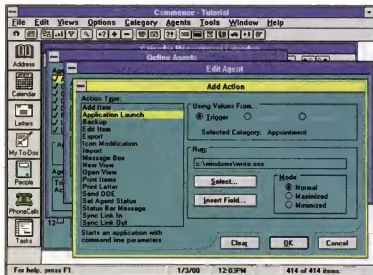 Commence - Tutorial
File Edit Views Options Category Agents Tools Window Help
Address
Calendar
Letters
My To-Dos
People
PhoneCalls
Tasks
Calendar Management Calendar
Define Agents:
Edit Agent
Add Action
Action Type:
Add Item
Application Launch
Backup
Edit Item
Export
Icon Modification
Import
Message Box
New View
Open View
Print Items
Print Letter
Send DDE
Set Agent Status
Status Bar Message
Sync Link In
Sync Link Out
Starts an application with
command line parameters
Using Values From...
Trigger
Selected Category: Appointment
Run:
c:\windows\write.exe
Select...
Insert Field...
Mode:
Normal
Maximized
Minimized
Clear
OK
Cancel
12
For help, press F1. 1/3/00 12:03PM 414 of 414 items.